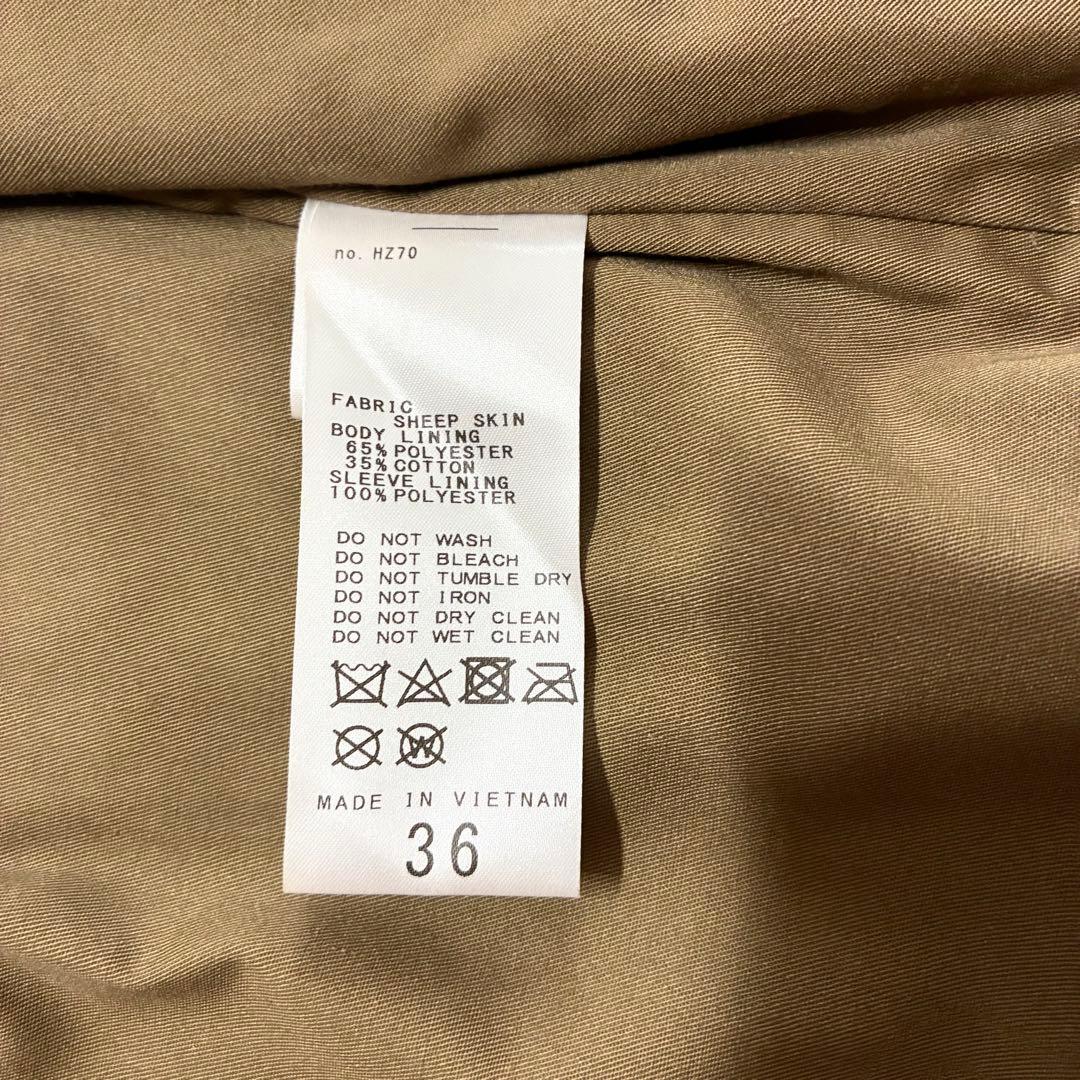 no. HZ70
FABRIC
SHEEP SKIN
BODY LINING
65% POLYESTER
35% COTTON
SLEEVE LINING
100% POLYESTER
DO NOT WASH
DO NOT BLEACH
DO NOT TUMBLE DRY
DO NOT IRON
DO NOT DRY CLEAN
DO NOT WET CLEAN
W
MADE IN VIETNAM
36